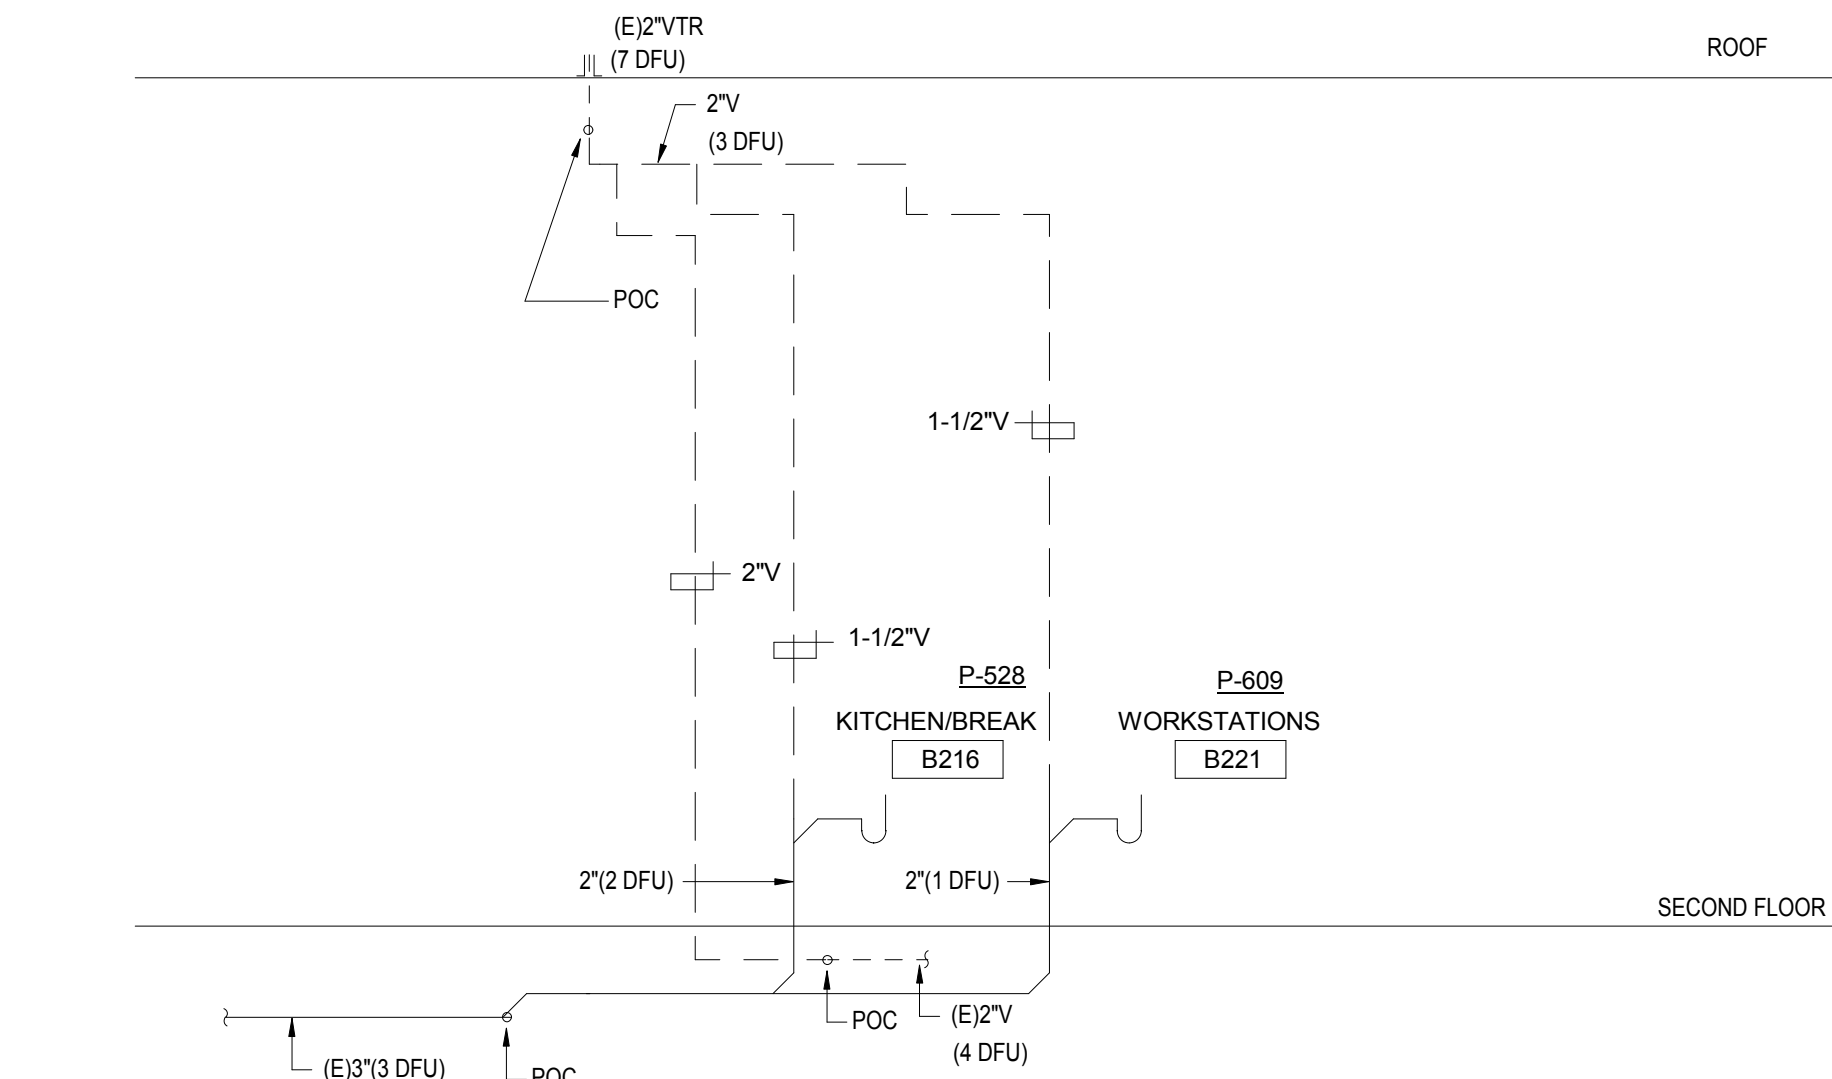 (E)2"VTR
(7 DFU)
ROOF
2"V
(3 DFU)
POC
1-1/2"V
2"V
1-1/2"V
P-528
P-609
KITCHEN/BREAK
WORKSTATIONS
B216
B221
2"(2 DFU)
2"(1 DFU)
SECOND FLOOR
POC
(E)2"V
(4 DFU)
(E)3"(3 DFU)
POC